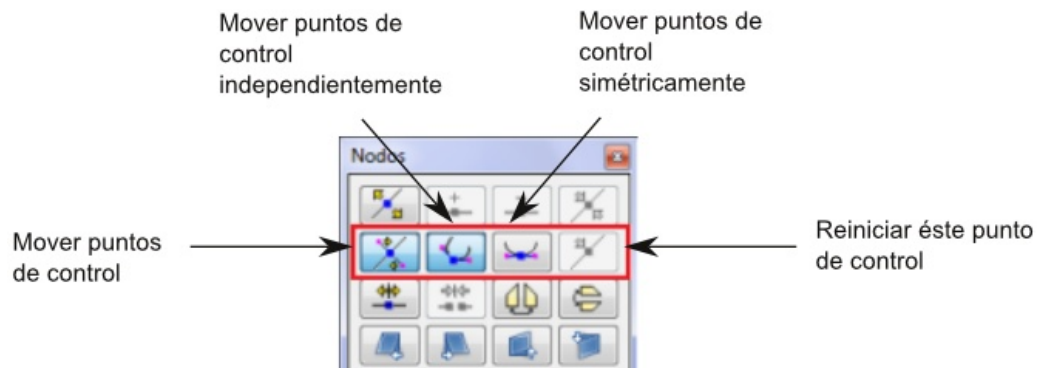 Mover puntos de
control
independientemente
Mover puntos de
control
simétricamente
Nodos
Mover puntos
de control
Reiniciar éste punto
de control